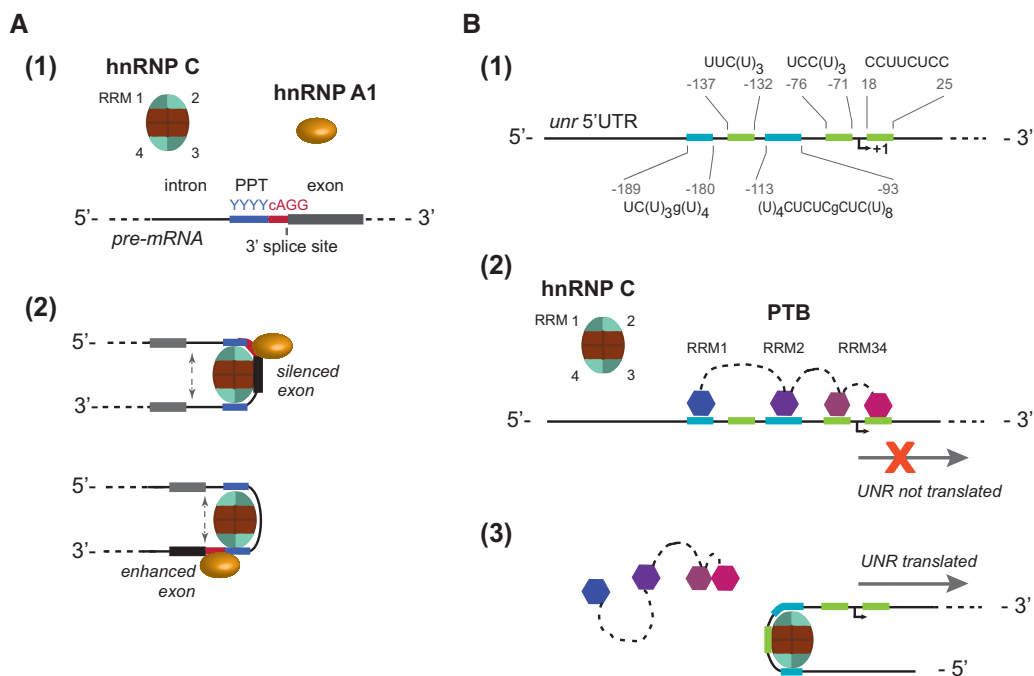 A
(1)
hnRNP C
RRM 1 2
4 3
hnRNP A1
intron PPT exon
YYYYcAGG
5'- - 3'
pre-mRNA
3' splice site
(2)
5'-
silenced
exon
3'-
5'-
3'-
enhanced
exon
B
(1)
UUC(U)3 UCC(U)3 CCUUCUCC
-137 -132 -76 -71 18 25
unr 5'UTR
5'- +1 - 3'
-189 -180 -113 -93
UC(U)3g(U)4 (U)4CUCUCgCUC(U)8
(2)
hnRNP C
RRM 1 2
4 3
PTB
RRM1 RRM2 RRM34
5'- - 3'
X
UNR not translated
(3)
UNR translated
- 3'
- 5'